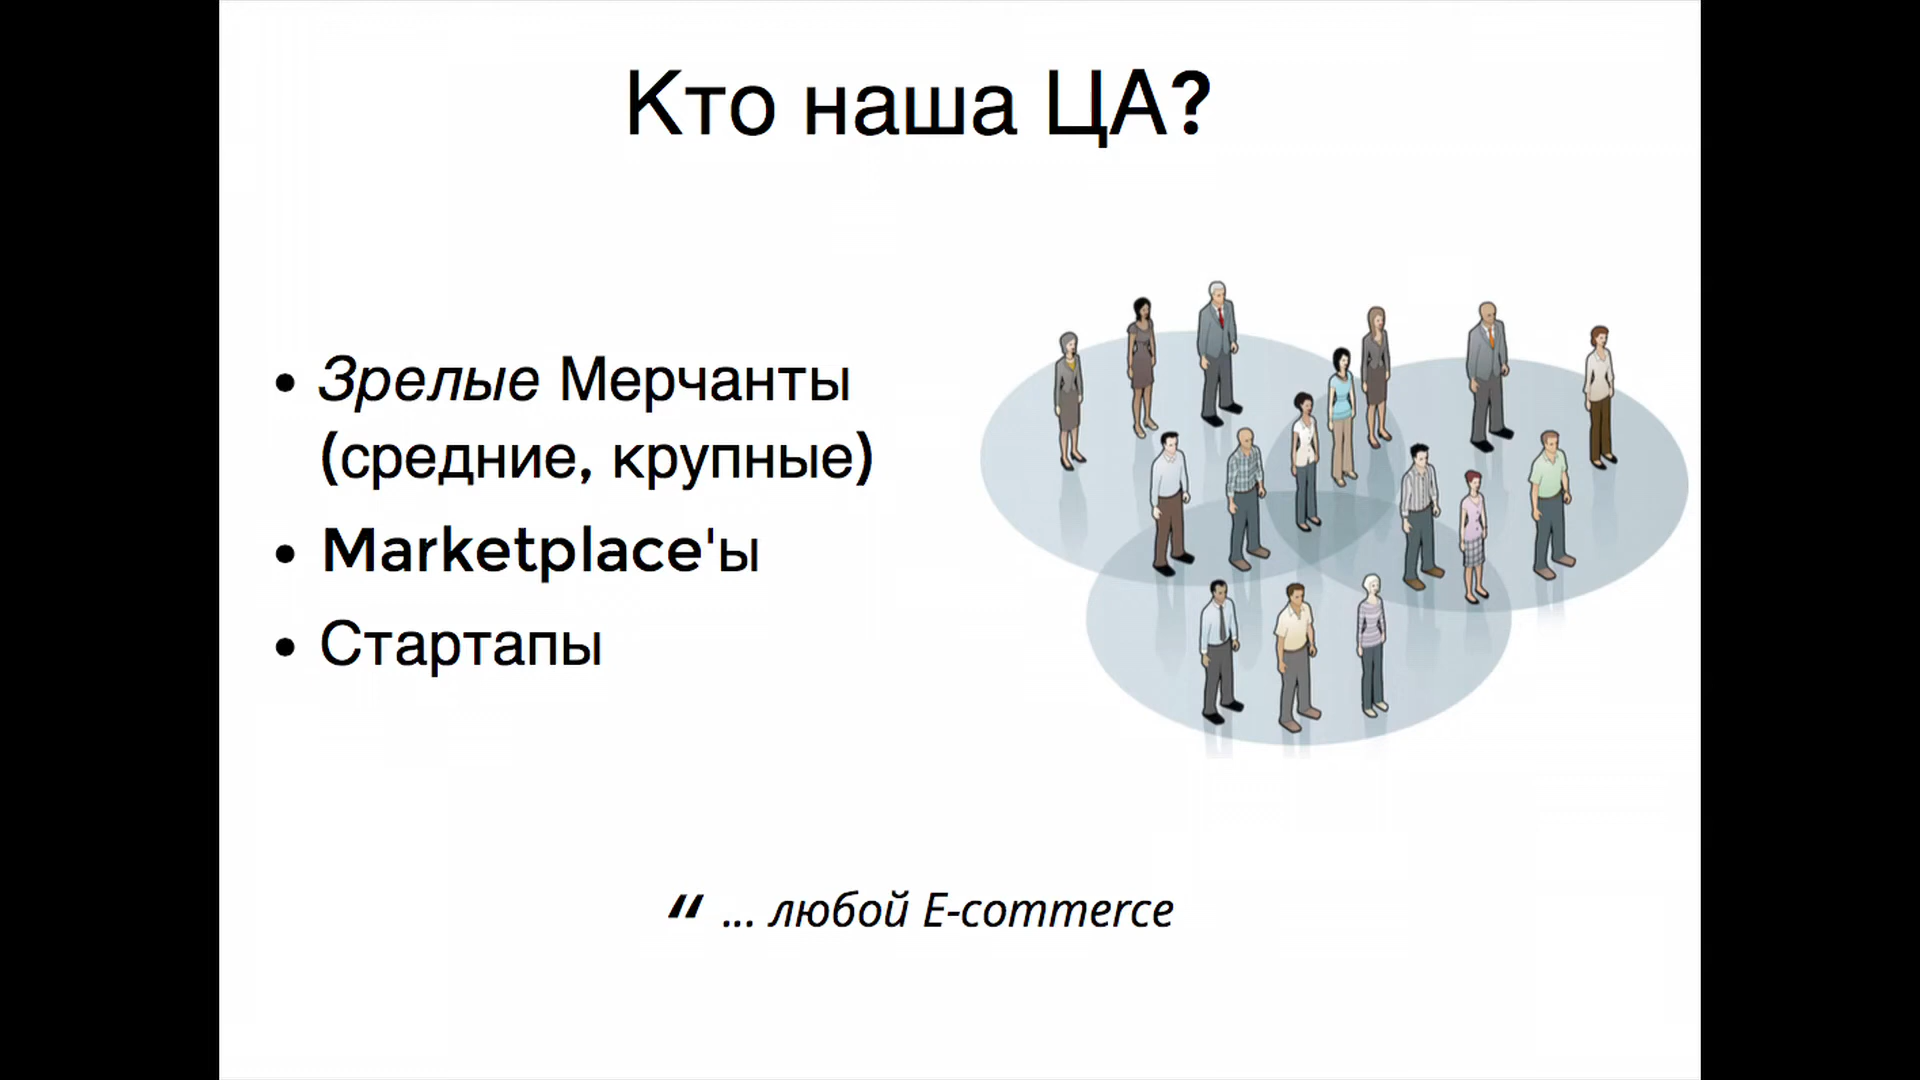 Кто наша ЦА?
• Зрелые Мерчанты
(средние, крупные)
• Marketplace'ы
• Стартапы
“ ... любой E-commerce